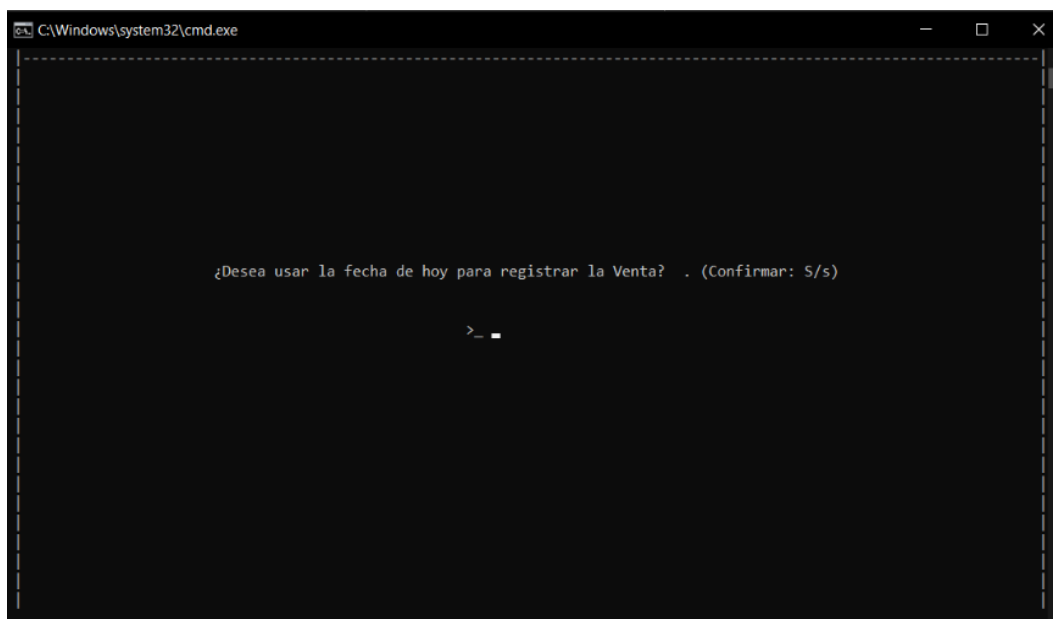 C:\Windows\system32\cmd.exe
¿Desea usar la fecha de hoy para registrar la Venta?  . (Confirmar: S/s)
>_